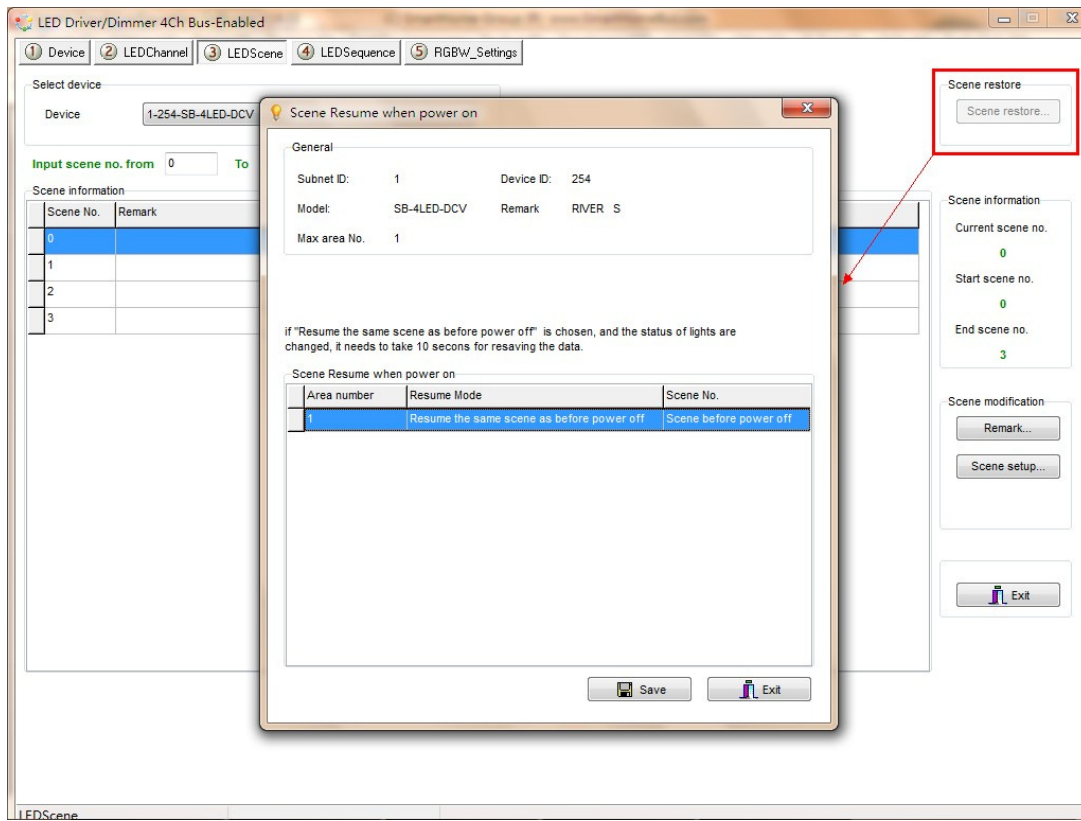 LED Driver/Dimmer 4Ch Bus-Enabled
1 Device 2 LEDChannel 3 LEDScene 4 LEDSequence 5 RGBW_Settings
Select device
Device 1-254-SB-4LED-DCV
Input scene no. from 0 To
Scene information
Scene No. Remark
0
1
2
3
Scene Resume when power on
General
Subnet ID: 1 Device ID: 254
Model: SB-4LED-DCV Remark RIVER S
Max area No. 1
if "Resume the same scene as before power off" is chosen, and the status of lights are
changed, it needs to take 10 secons for resaving the data.
Scene Resume when power on
Area number Resume Mode Scene No.
1 Resume the same scene as before power off Scene before power off
Save Exit
Scene restore
Scene restore...
Scene information
Current scene no.
0
Start scene no.
0
End scene no.
3
Scene modification
Remark...
Scene setup...
Exit
LEDScene